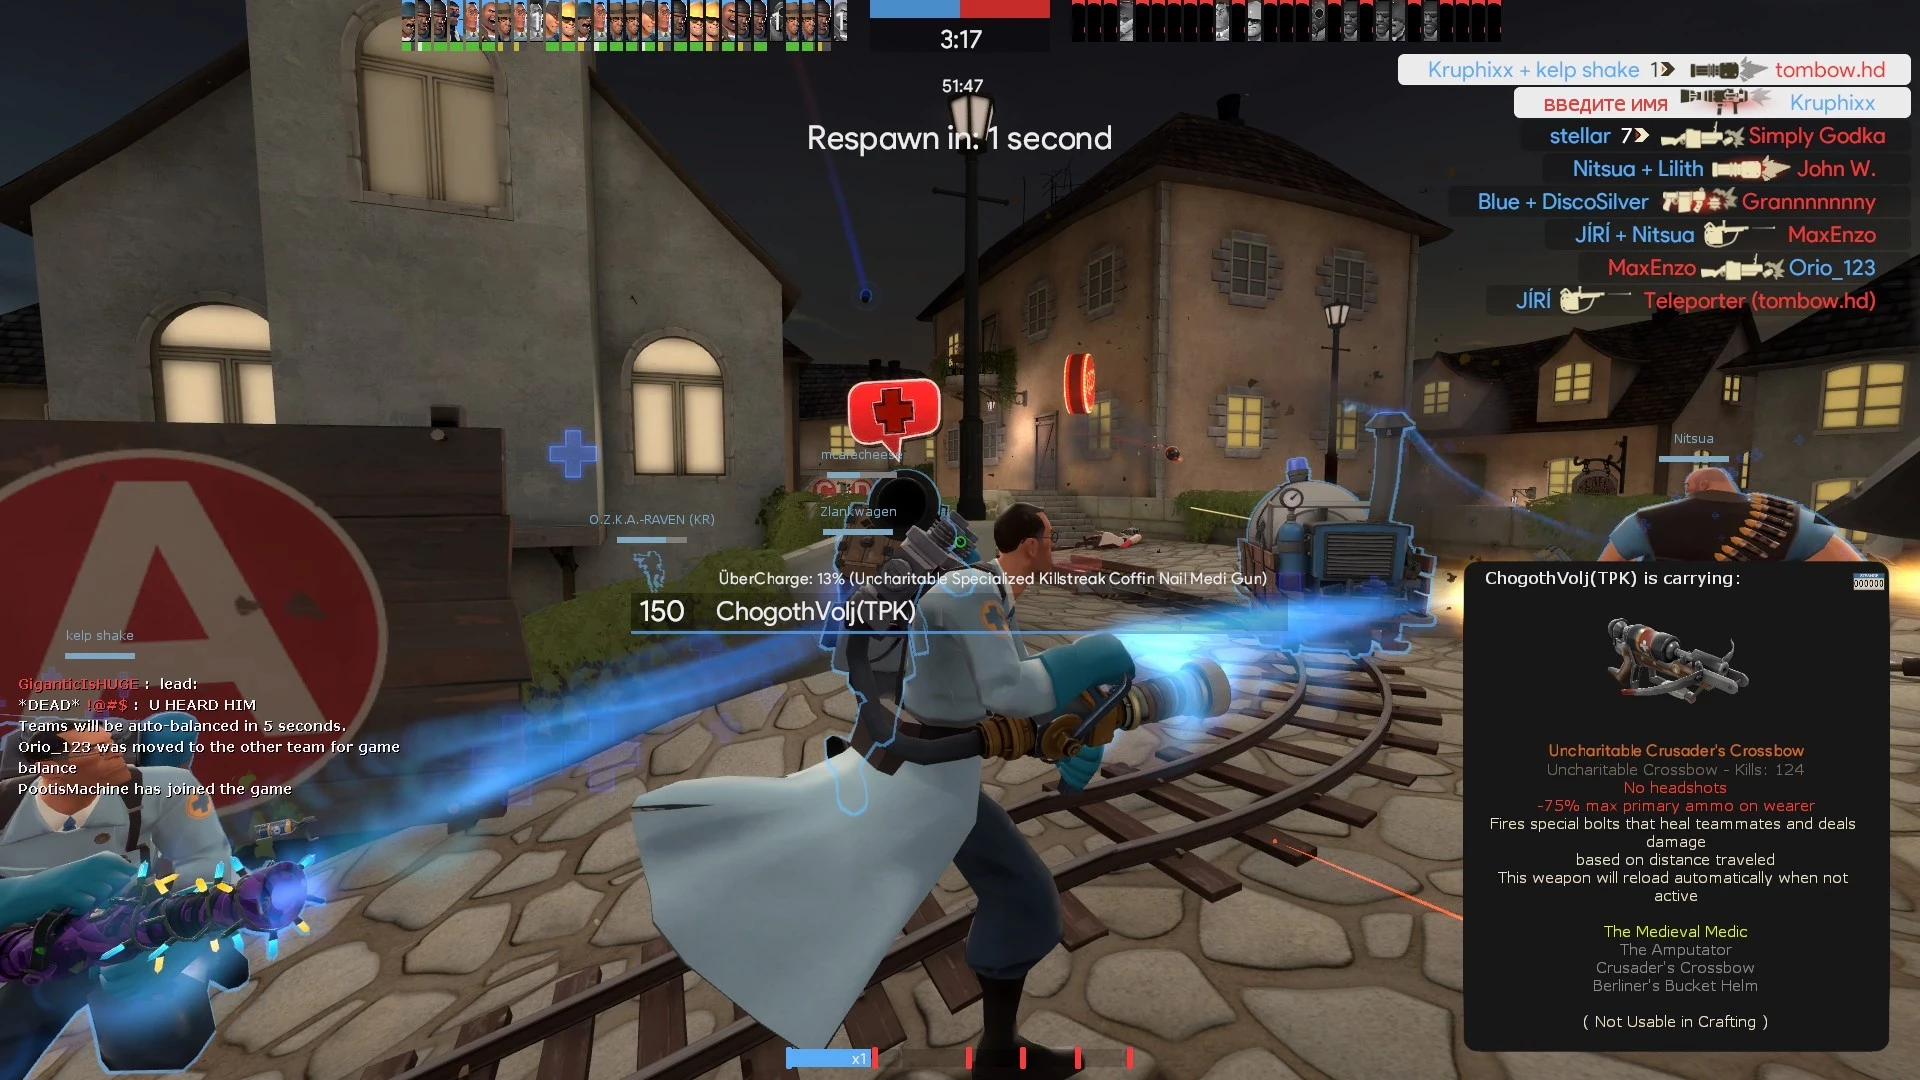 3:17
51:47
Respawn in: 1 second
Kruphixx + kelp shake 1 tombow.hd
введите имя Kruphixx
stellar 7 Simply Godka
Nitsua + Lilith John W.
Blue + DiscoSilver Grannnnnnny
JÍRÍ + Nitsua MaxEnzo
MaxEnzo Orio_123
JÍRÍ Teleporter (tombow.hd)
Nitsua
mcarecheese
Zlankwagen
O.Z.K.A.-RAVEN (KR)
ÜberCharge: 13% (Uncharitable Specialized Killstreak Coffin Nail Medi Gun)
150 ChogothVolj(TPK)
A
kelp shake
GiganticIsHUGE : lead:
*DEAD* !@#$ : U HEARD HIM
Teams will be auto-balanced in 5 seconds.
Orio_123 was moved to the other team for game
balance
PootisMachine has joined the game
ChogothVolj(TPK) is carrying:
000000
Uncharitable Crusader's Crossbow
Uncharitable Crossbow - Kills: 124
No headshots
-75% max primary ammo on wearer
Fires special bolts that heal teammates and deals
damage
based on distance traveled
This weapon will reload automatically when not
active
The Medieval Medic
The Amputator
Crusader's Crossbow
Berliner's Bucket Helm
( Not Usable in Crafting )
x1